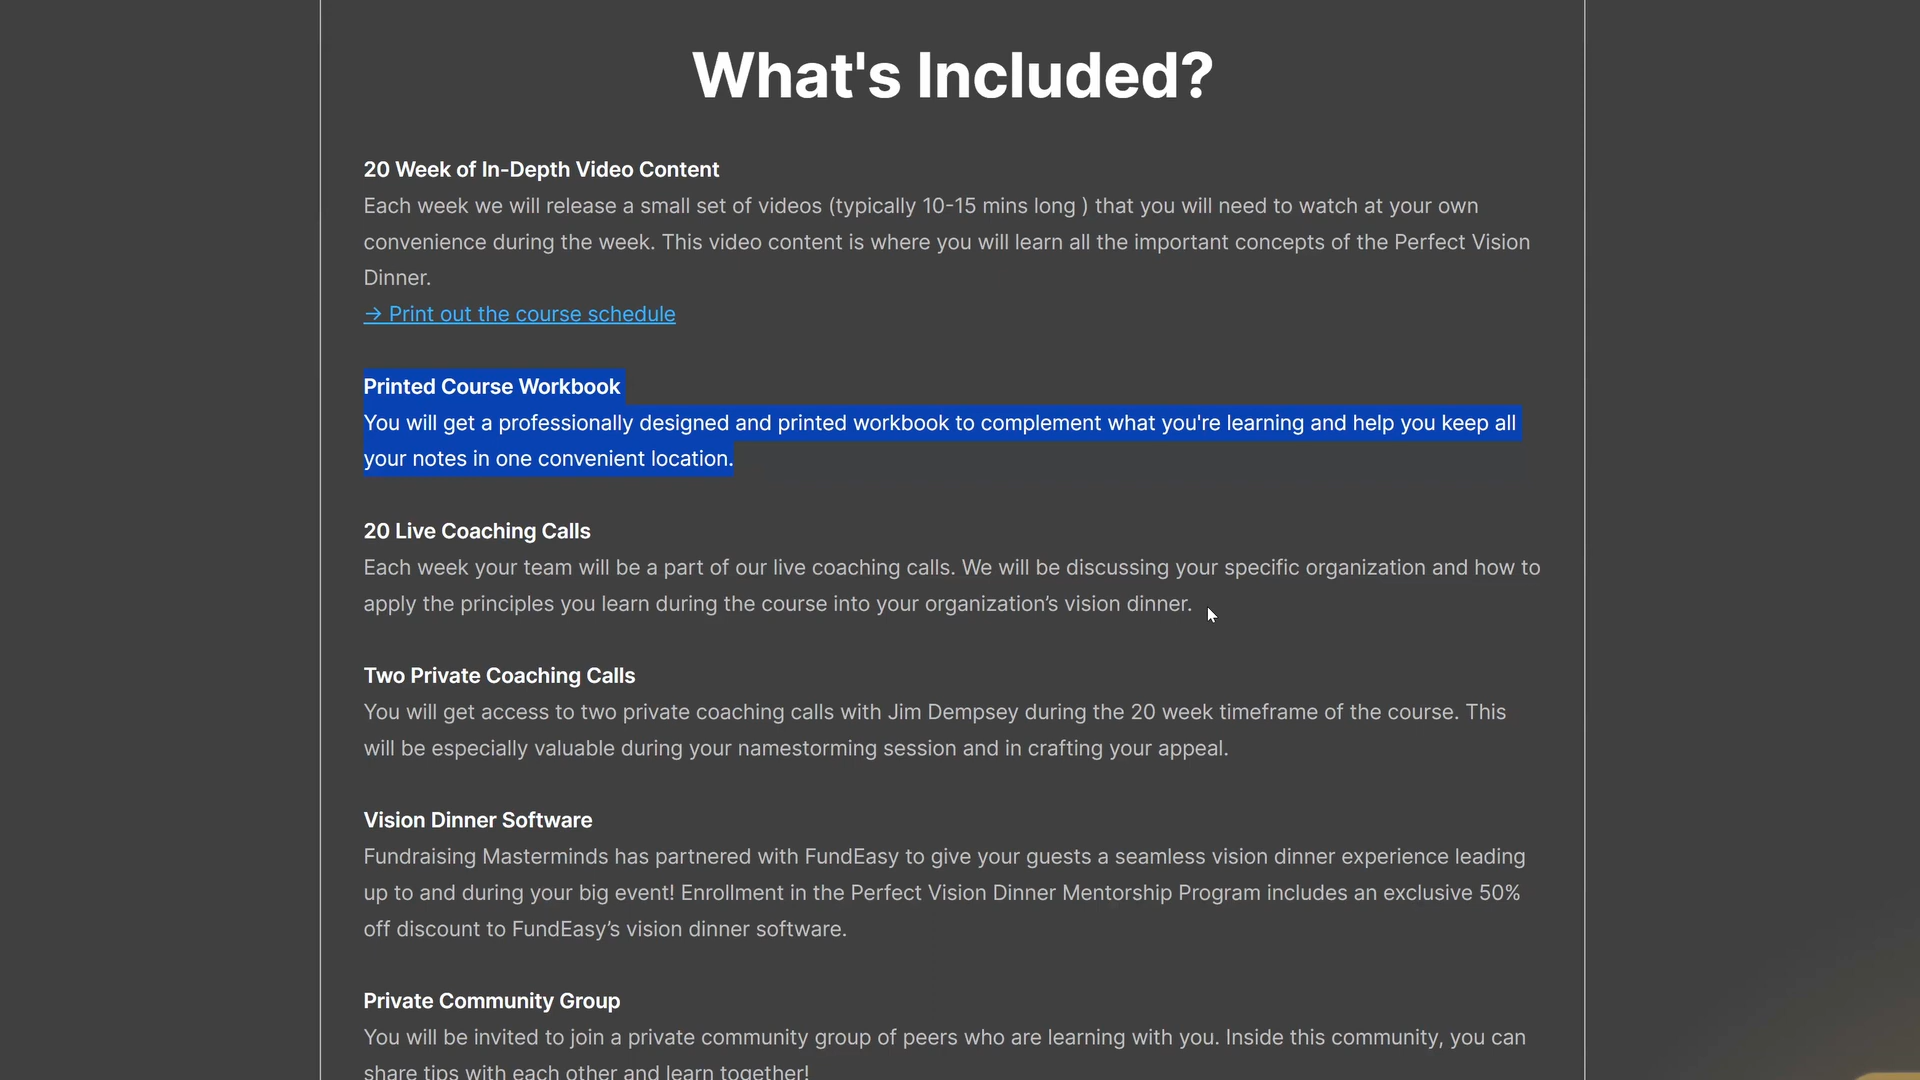 What's Included?
20 Week of In-Depth Video Content
Each week we will release a small set of videos (typically 10-15 mins long ) that you will need to watch at your own
convenience during the week. This video content is where you will learn all the important concepts of the Perfect Vision
Dinner.
→ Print out the course schedule
Printed Course Workbook
You will get a professionally designed and printed workbook to complement what you're learning and help you keep all
your notes in one convenient location.
20 Live Coaching Calls
Each week your team will be a part of our live coaching calls. We will be discussing your specific organization and how to
apply the principles you learn during the course into your organization’s vision dinner.
Two Private Coaching Calls
You will get access to two private coaching calls with Jim Dempsey during the 20 week timeframe of the course. This
will be especially valuable during your namestorming session and in crafting your appeal.
Vision Dinner Software
Fundraising Masterminds has partnered with FundEasy to give your guests a seamless vision dinner experience leading
up to and during your big event! Enrollment in the Perfect Vision Dinner Mentorship Program includes an exclusive 50%
off discount to FundEasy’s vision dinner software.
Private Community Group
You will be invited to join a private community group of peers who are learning with you. Inside this community, you can
share tips with each other and learn together!